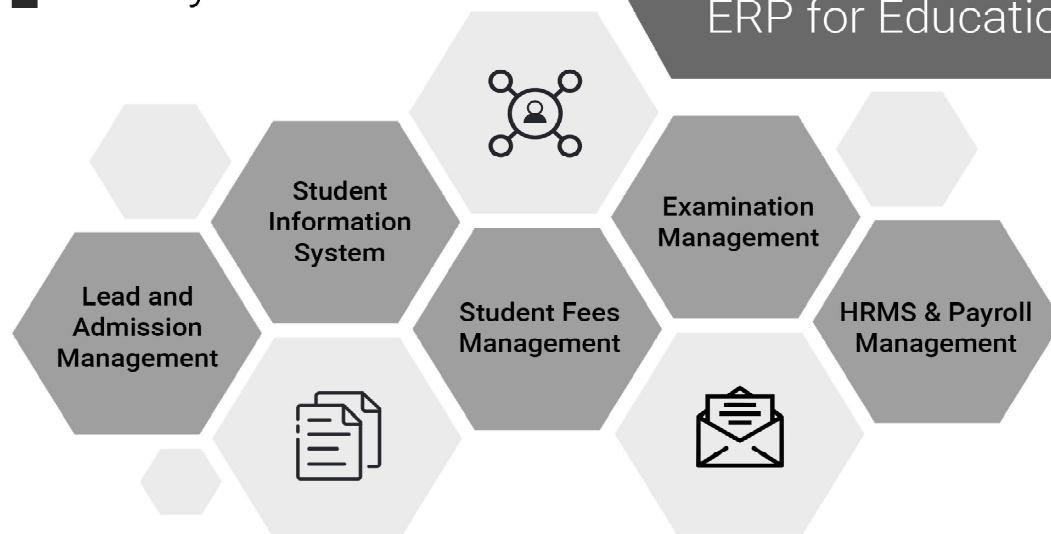 ERP for Educatio
Student
Information
System
Examination
Management
Lead and
Admission
Management
Student Fees
Management
HRMS & Payroll
Management